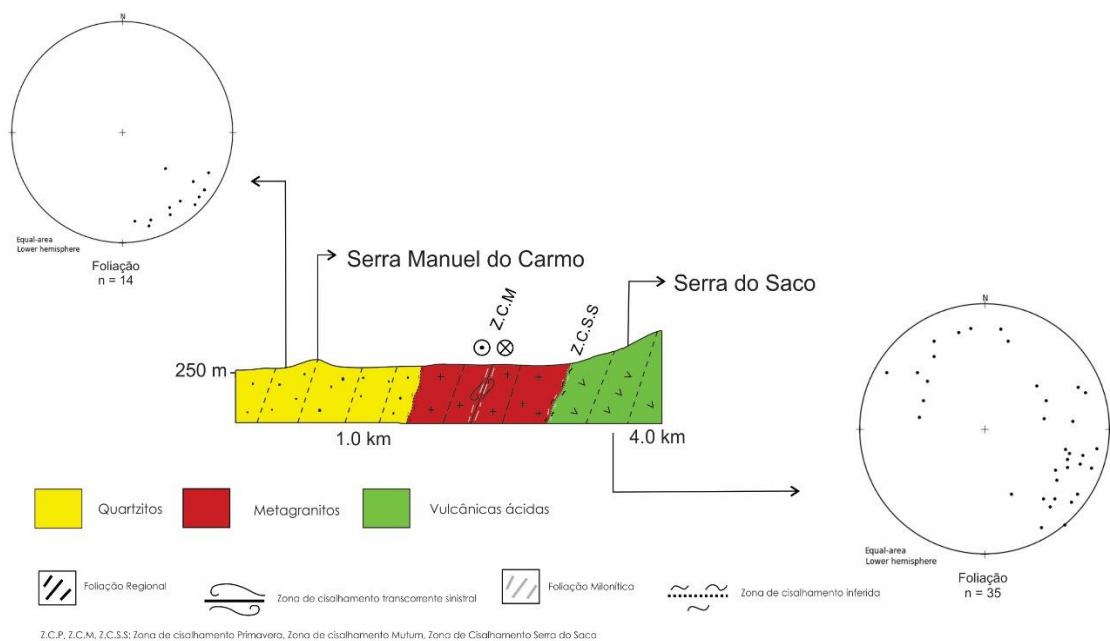 N
Equal-area
Lower hemisphere
Foliação
n = 14
Serra Manuel do Carmo
Serra do Saco
Z.C.M
Z.C.S.S
250 m
1.0 km
4.0 km
N
Equal-area
Lower hemisphere
Foliação
n = 35
Quartzitos
Metagranitos
Vulcânicas ácidas
Foliação Regional
Zona de cisalhamento transcorrente sinistral
Foliação Milonítica
Zona de cisalhamento inferida
Z.C.P, Z.C.M, Z.C.S.S: Zona de cisalhamento Primavera, Zona de cisalhamento Mutum, Zona de Cisalhamento Serra do Saco